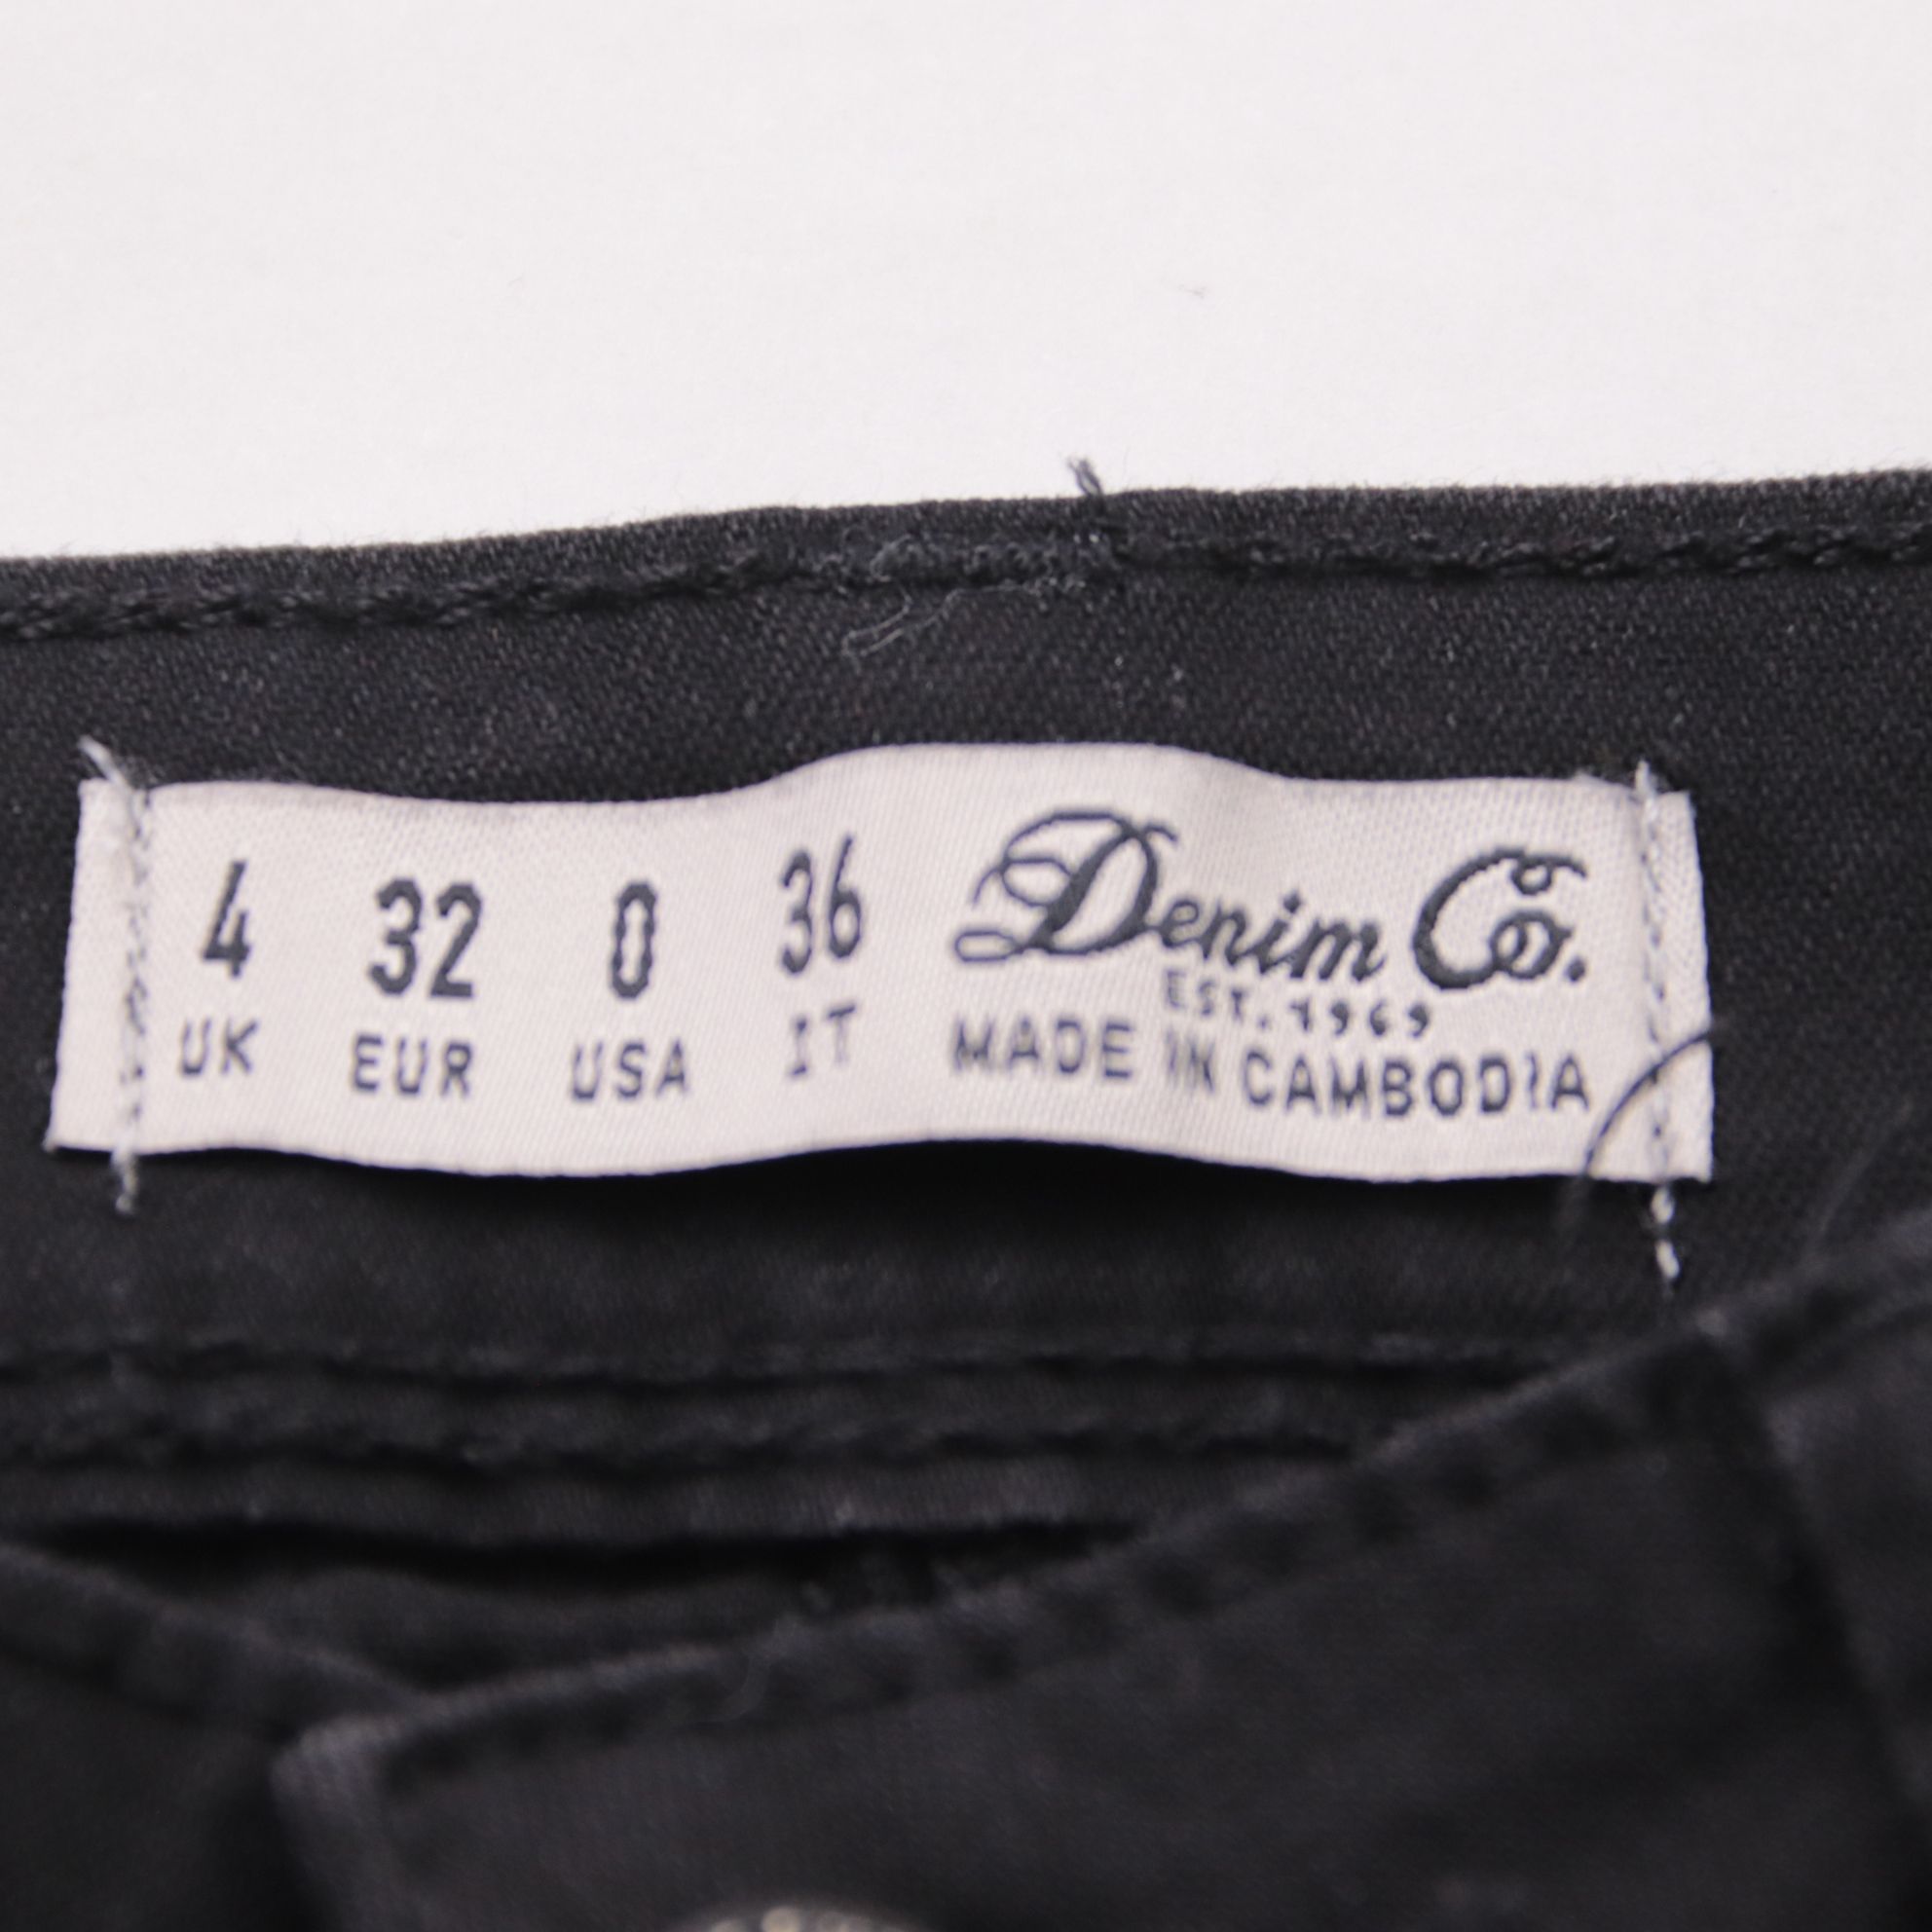 4 32 0 36
UK EUR USA IT
Denim Co.
EST. 1969
MADE IN CAMBODIA